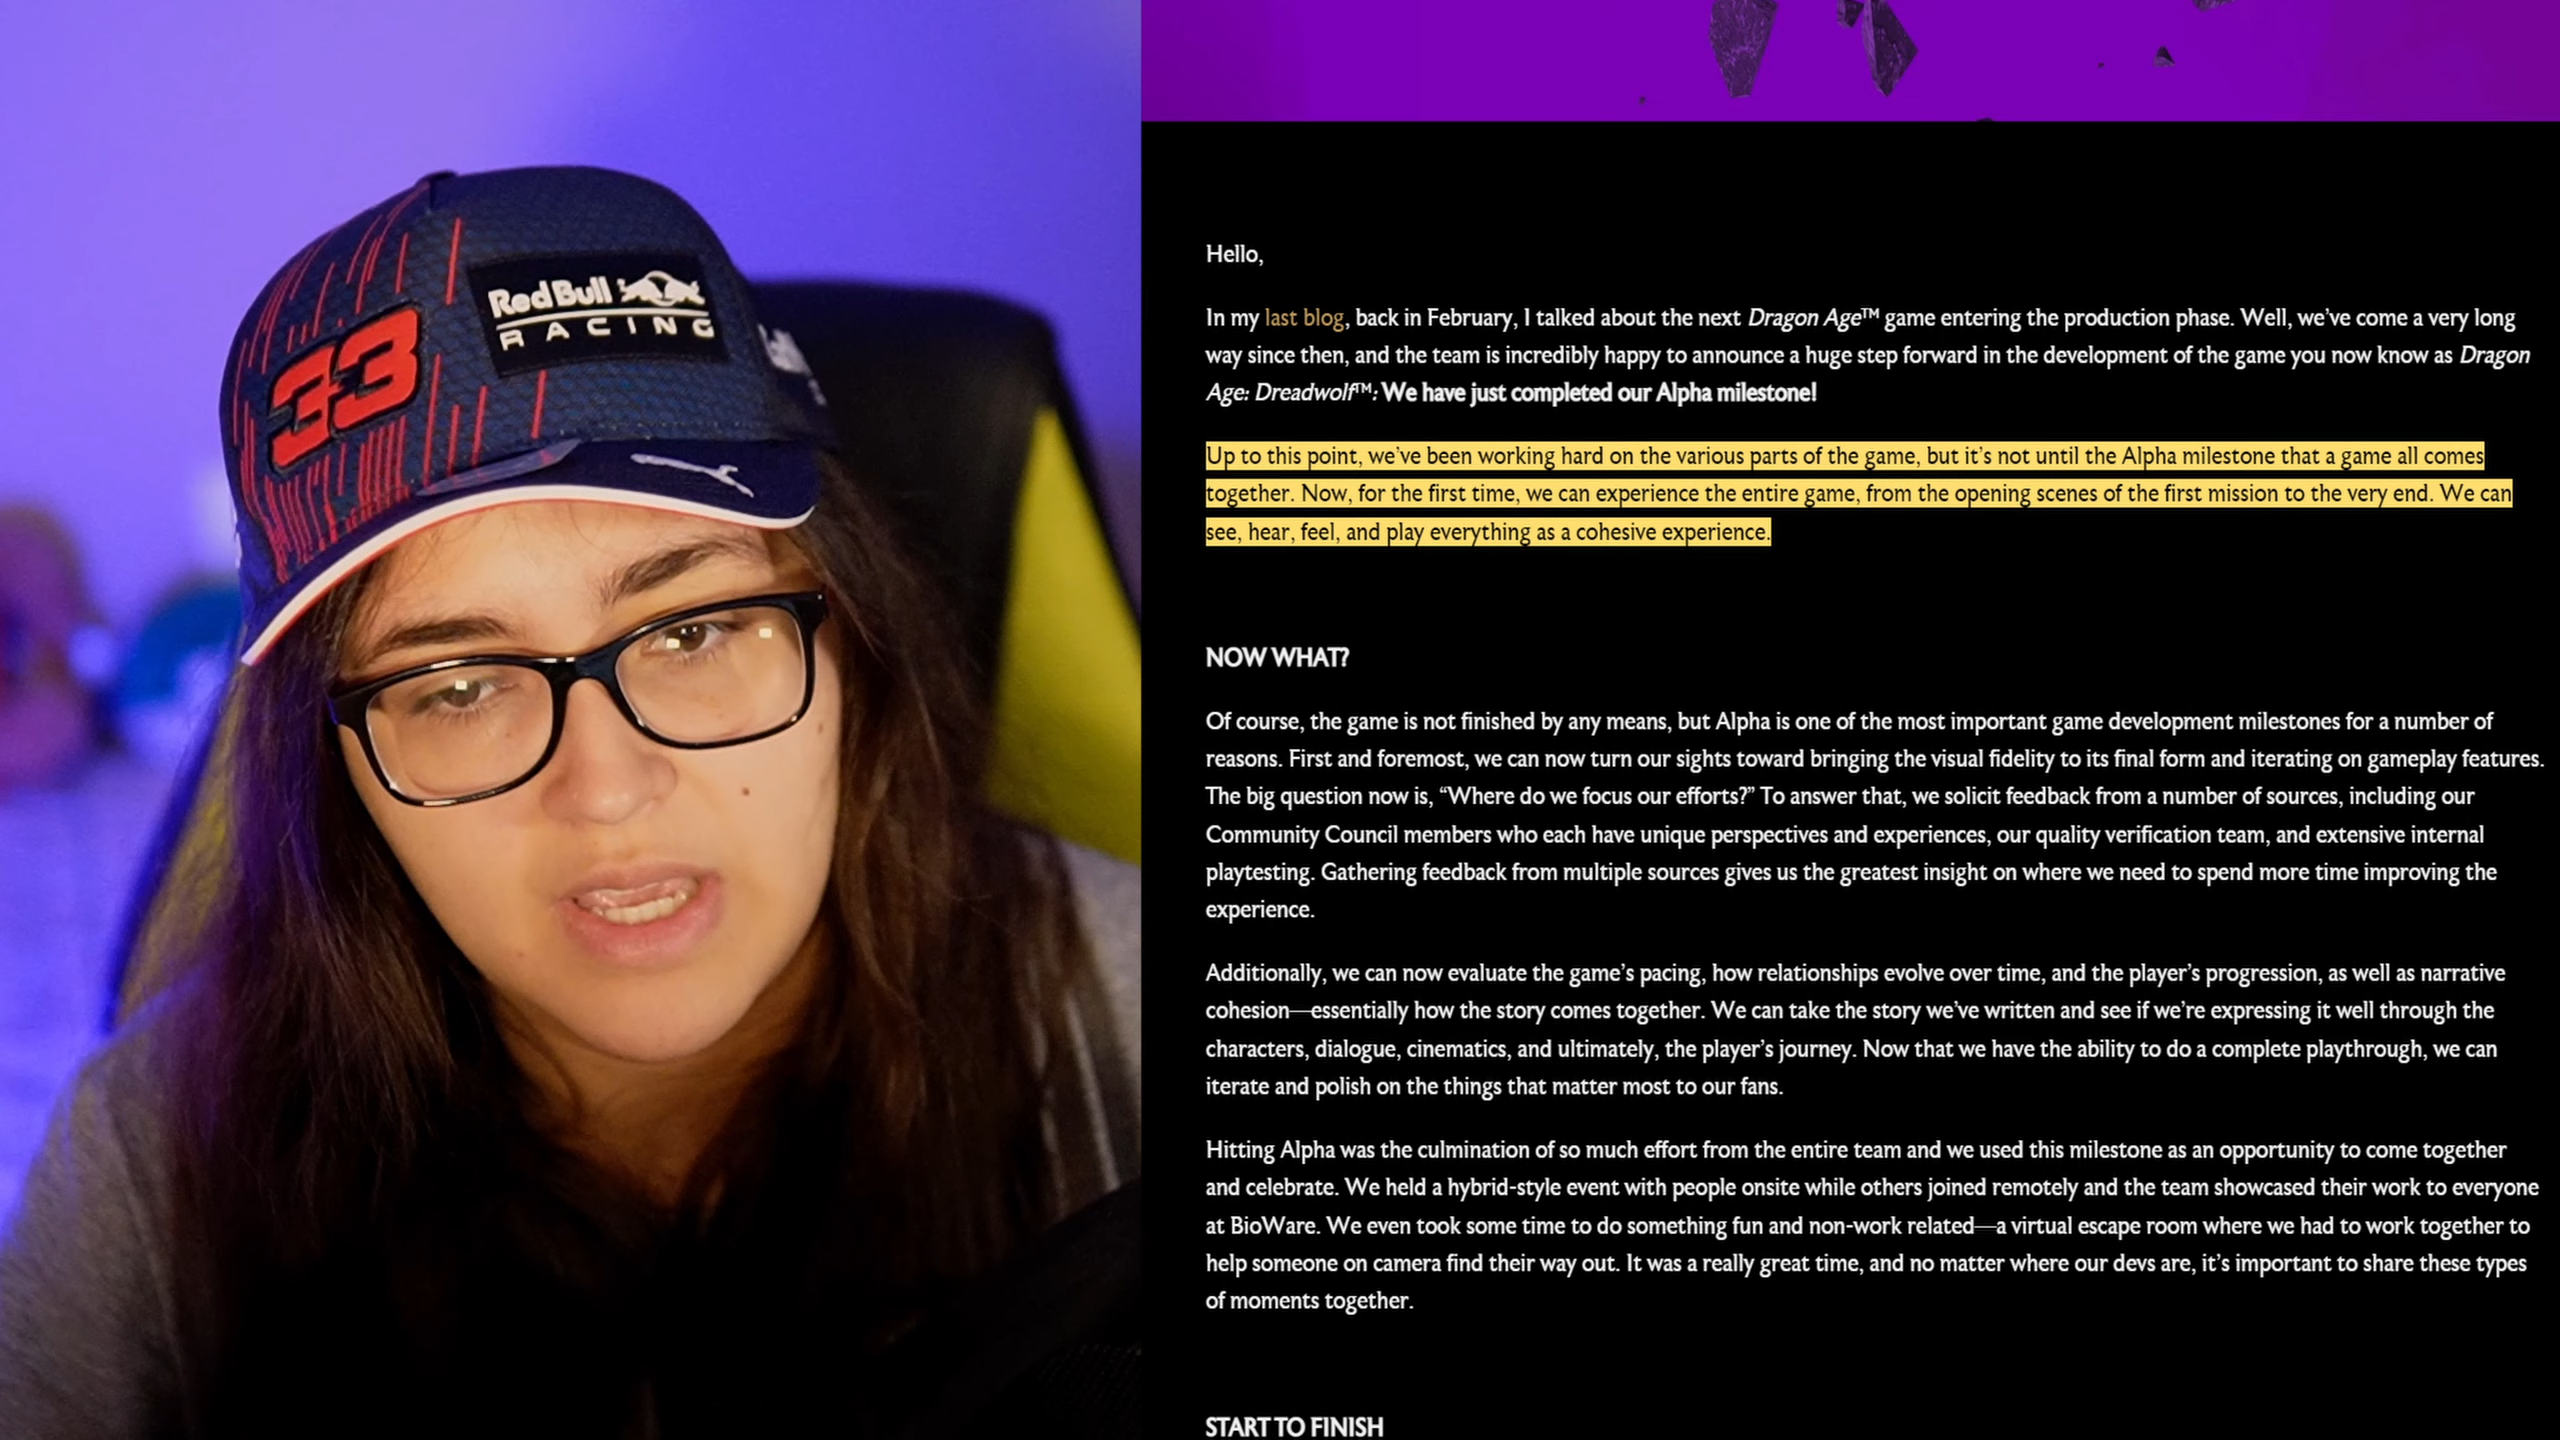 33
Red Bull
RACING
Hello,
In my last blog, back in February, I talked about the next Dragon Age™ game entering the production phase. Well, we’ve come a very long
way since then, and the team is incredibly happy to announce a huge step forward in the development of the game you now know as Dragon
Age: Dreadwolf™: We have just completed our Alpha milestone!
Up to this point, we’ve been working hard on the various parts of the game, but it’s not until the Alpha milestone that a game all comes
together. Now, for the first time, we can experience the entire game, from the opening scenes of the first mission to the very end. We can
see, hear, feel, and play everything as a cohesive experience.
NOW WHAT?
Of course, the game is not finished by any means, but Alpha is one of the most important game development milestones for a number of
reasons. First and foremost, we can now turn our sights toward bringing the visual fidelity to its final form and iterating on gameplay features.
The big question now is, “Where do we focus our efforts?” To answer that, we solicit feedback from a number of sources, including our
Community Council members who each have unique perspectives and experiences, our quality verification team, and extensive internal
playtesting. Gathering feedback from multiple sources gives us the greatest insight on where we need to spend more time improving the
experience.
Additionally, we can now evaluate the game’s pacing, how relationships evolve over time, and the player’s progression, as well as narrative
cohesion—essentially how the story comes together. We can take the story we’ve written and see if we’re expressing it well through the
characters, dialogue, cinematics, and ultimately, the player’s journey. Now that we have the ability to do a complete playthrough, we can
iterate and polish on the things that matter most to our fans.
Hitting Alpha was the culmination of so much effort from the entire team and we used this milestone as an opportunity to come together
and celebrate. We held a hybrid-style event with people onsite while others joined remotely and the team showcased their work to everyone
at BioWare. We even took some time to do something fun and non-work related—a virtual escape room where we had to work together to
help someone on camera find their way out. It was a really great time, and no matter where our devs are, it’s important to share these types
of moments together.
START TO FINISH